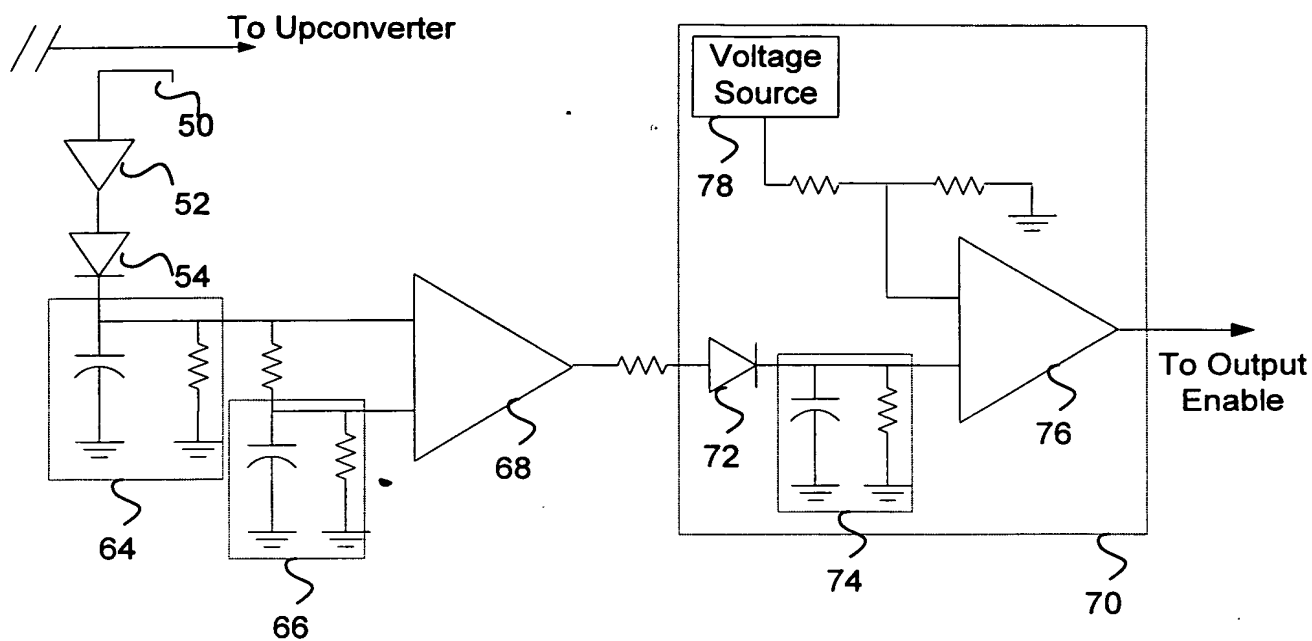 To Upconverter
50
52
54
64
66
68
Voltage
Source
78
72
74
76
70
To Output
Enable